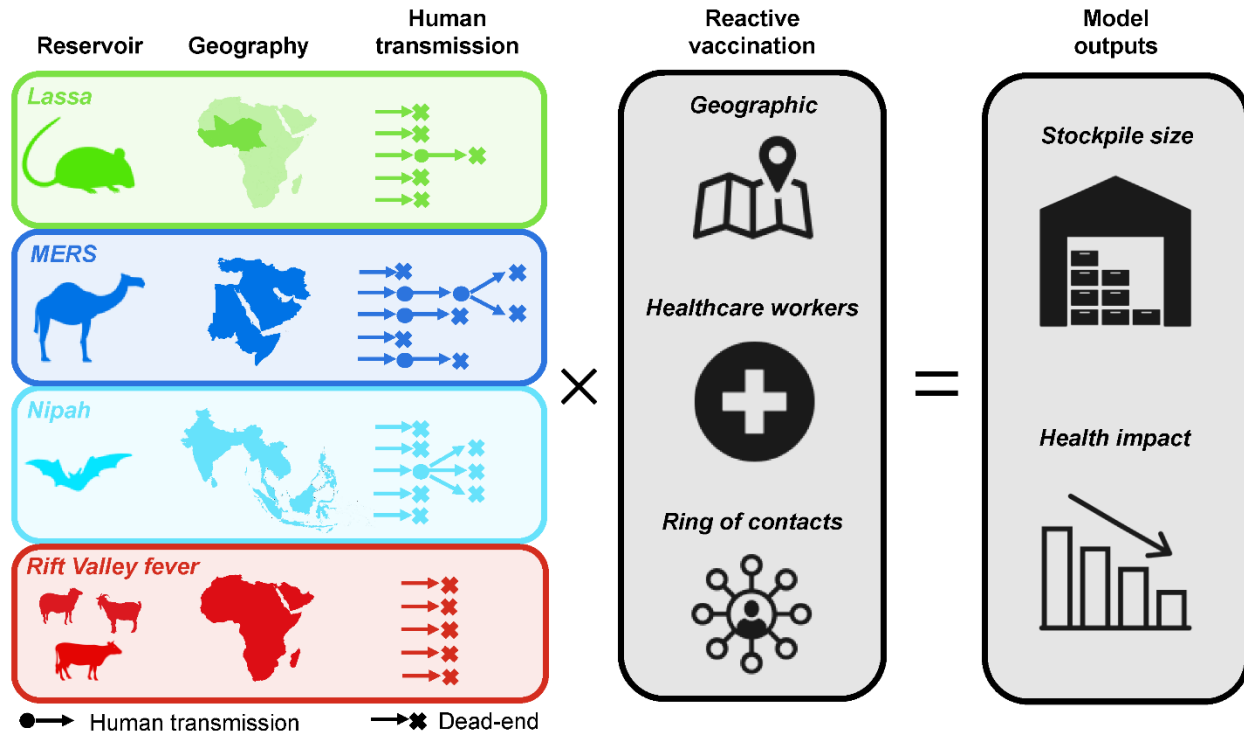 Reservoir
Geography
Human
transmission
Reactive
vaccination
Model
outputs
Lassa
MERS
Nipah
Rift Valley fever
Human transmission
Dead-end
Geographic
Healthcare workers
Ring of contacts
Stockpile size
Health impact